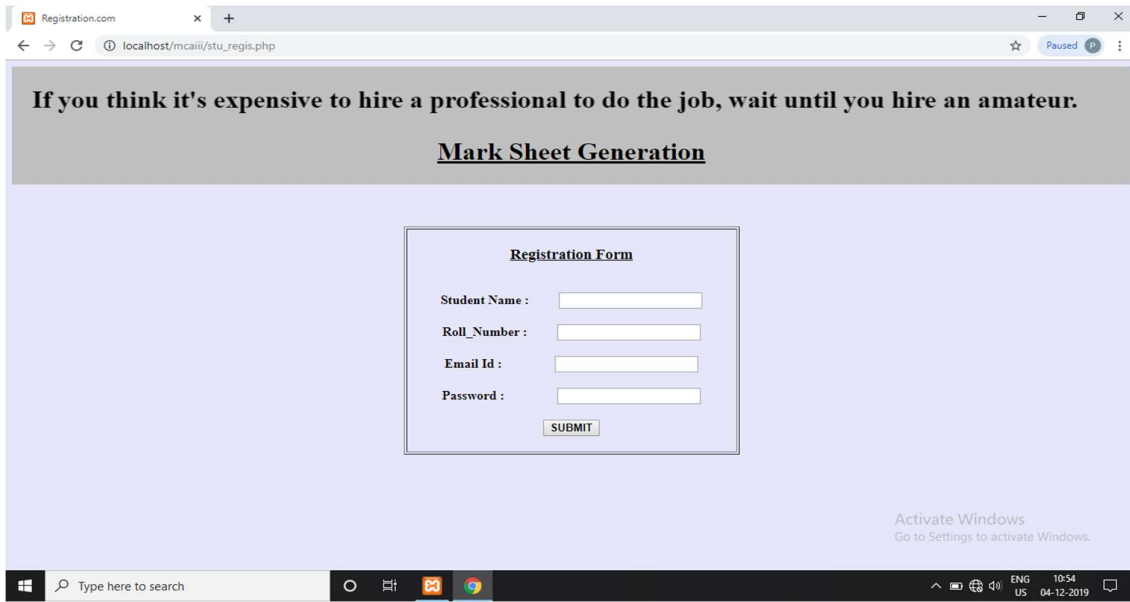 Registration.com
localhost/mcaiii/stu_regis.php
Paused P
If you think it's expensive to hire a professional to do the job, wait until you hire an amateur.
Mark Sheet Generation
Registration Form
Student Name :
Roll_Number :
Email Id :
Password :
SUBMIT
Activate Windows
Go to Settings to activate Windows.
Type here to search
ENG 10:54
US 04-12-2019